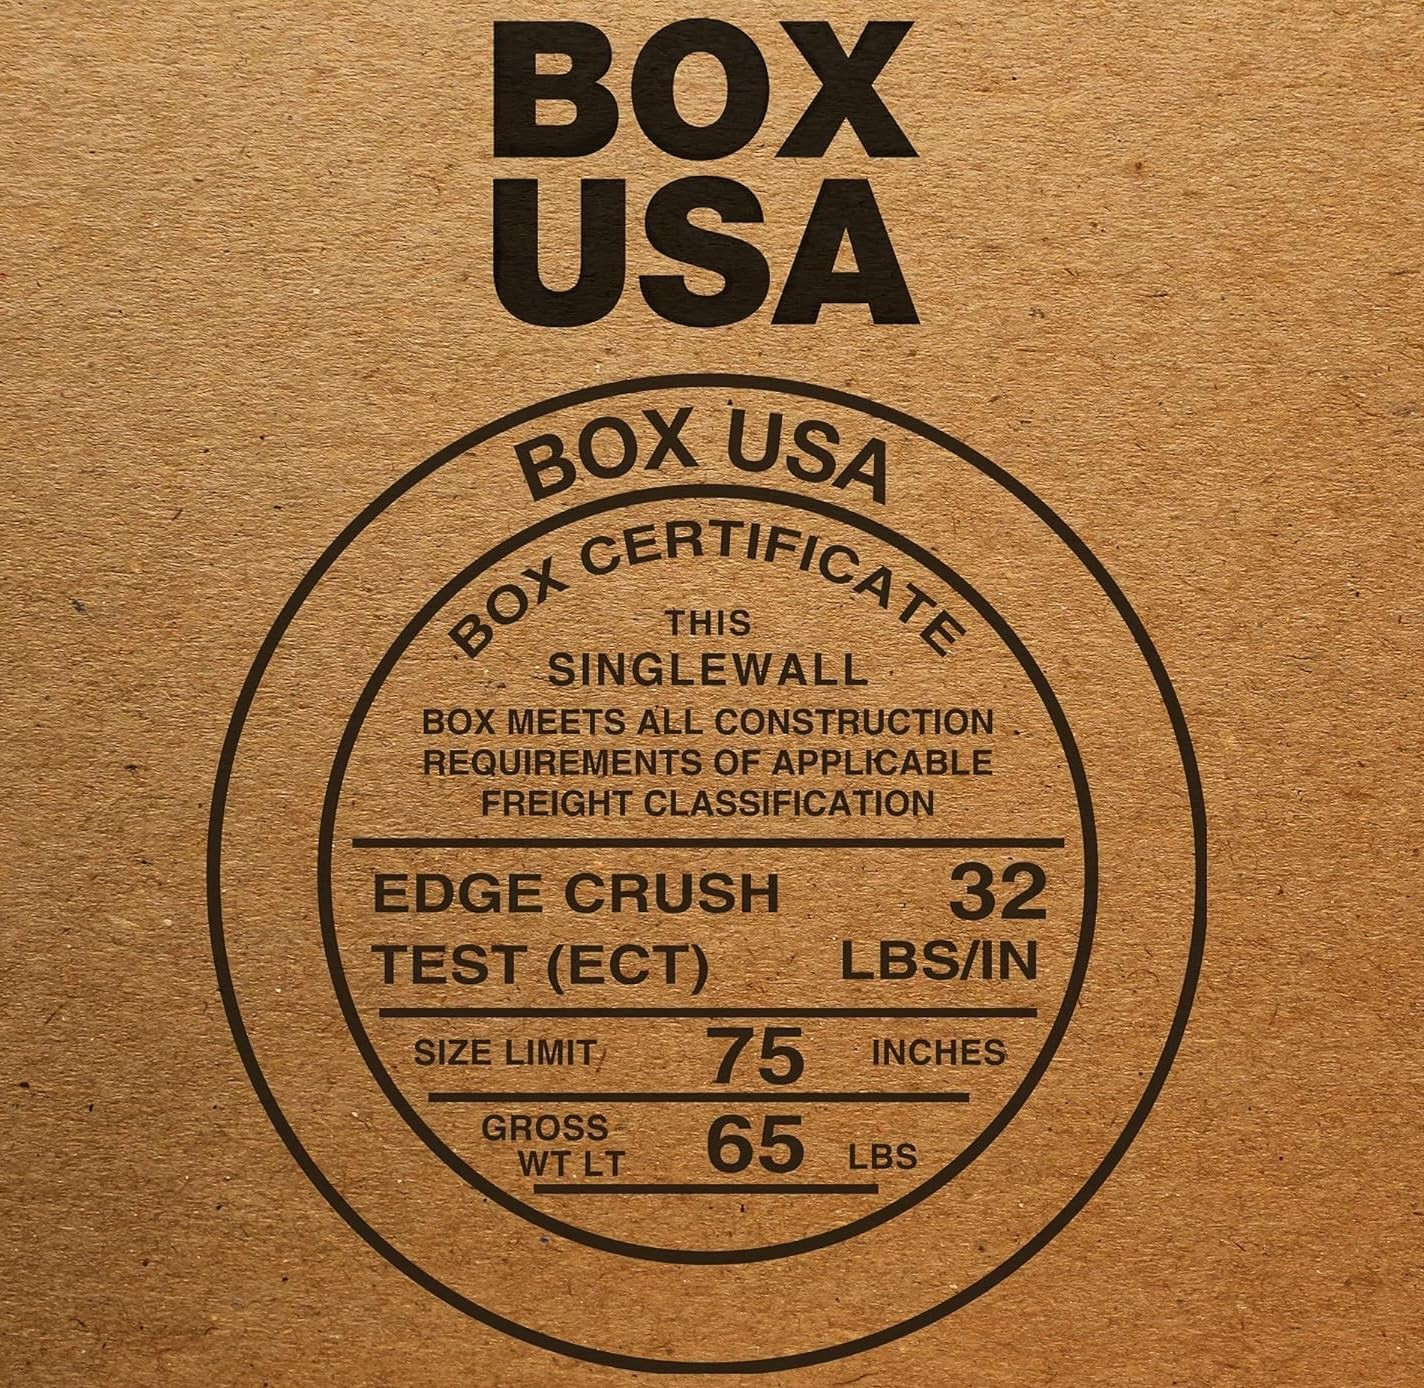 BOX
USA
BOX USA
BOX CERTIFICATE
THIS
SINGLEWALL
BOX MEETS ALL CONSTRUCTION
REQUIREMENTS OF APPLICABLE
FREIGHT CLASSIFICATION
EDGE CRUSH 32
TEST (ECT) LBS/IN
SIZE LIMIT 75 INCHES
GROSS
WT LT 65 LBS